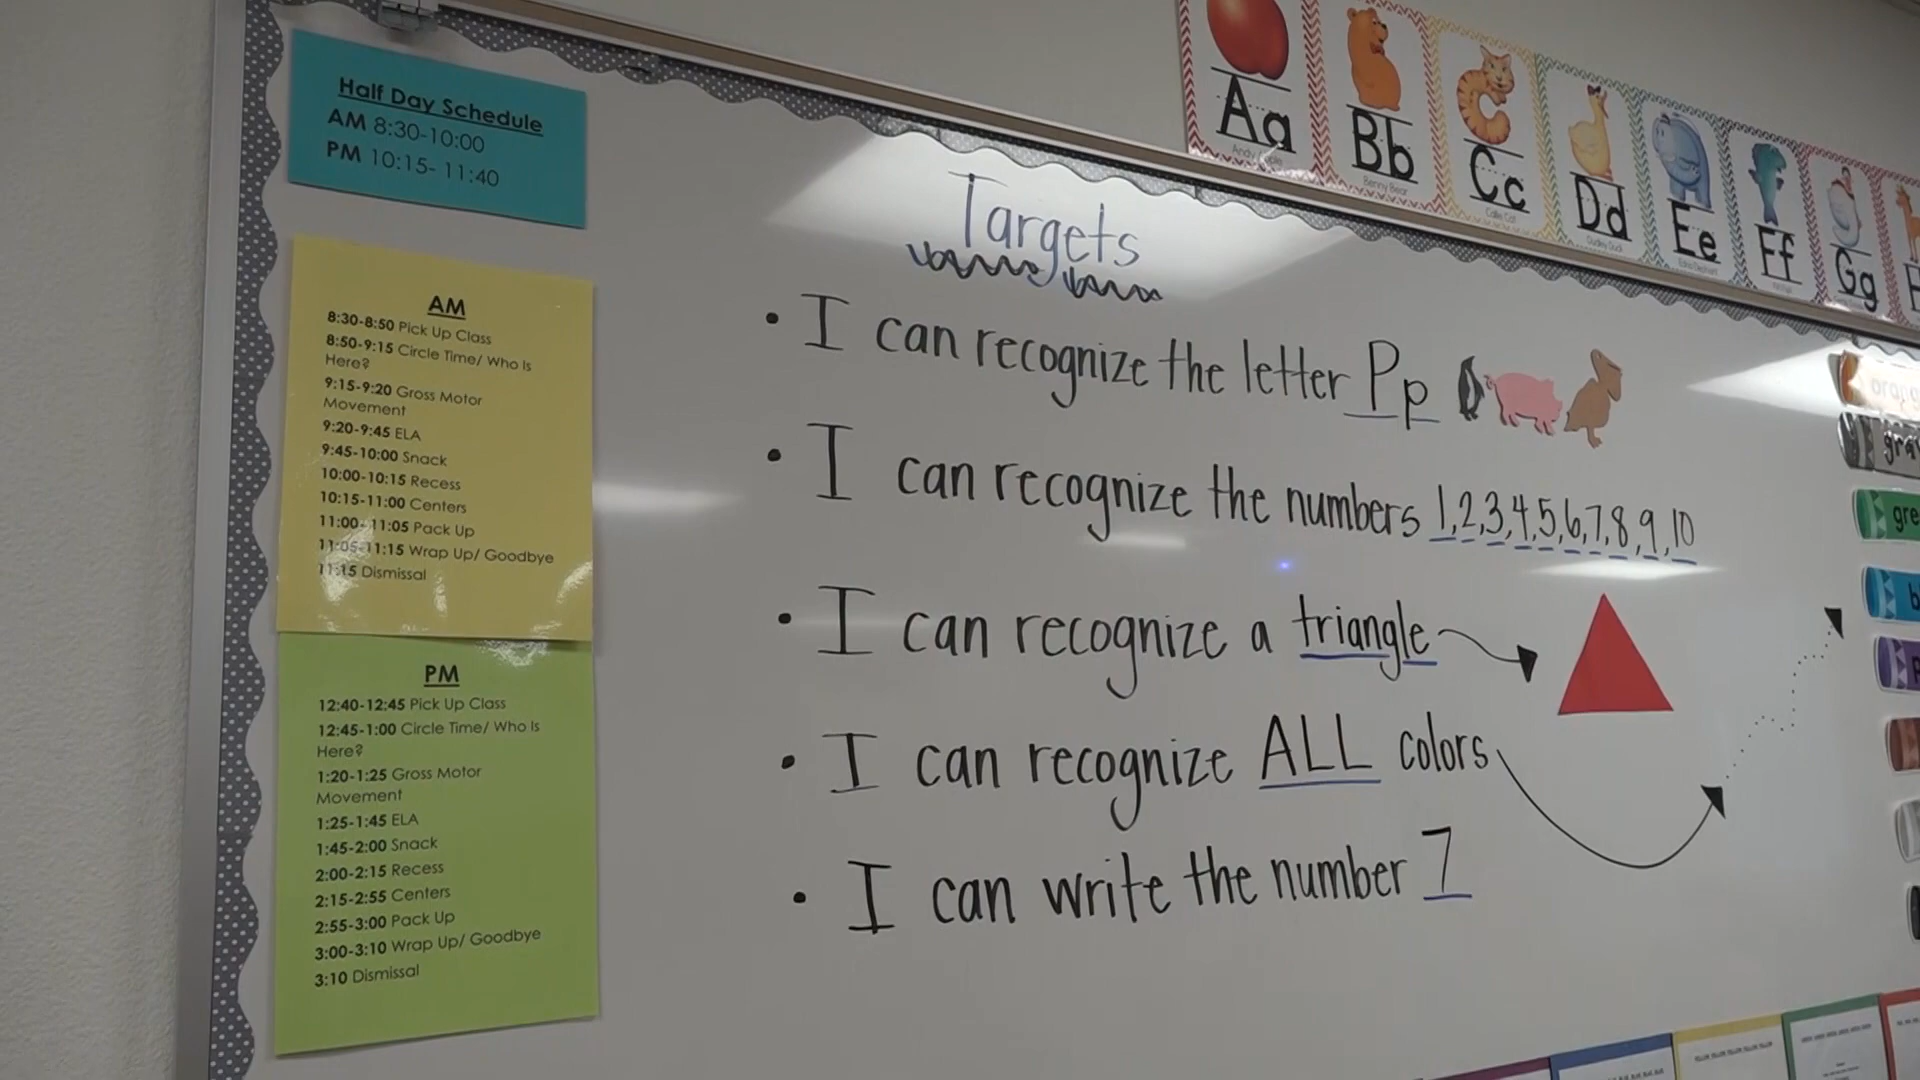 Half Day Schedule
AM 8:30-10:00
PM 10:15- 11:40
AM
8:30-8:50 Pick Up Class
8:50-9:15 Circle Time/ Who Is
Here?
9:15-9:20 Gross Motor
Movement
9:20-9:45 ELA
9:45-10:00 Snack
10:00-10:15 Recess
10:15-11:00 Centers
11:00-11:05 Pack Up
11:05-11:15 Wrap Up/ Goodbye
11:15 Dismissal
PM
12:40-12:45 Pick Up Class
12:45-1:00 Circle Time/ Who Is
Here?
1:20-1:25 Gross Motor
Movement
1:25-1:45 ELA
1:45-2:00 Snack
2:00-2:15 Recess
2:15-2:55 Centers
2:55-3:00 Pack Up
3:00-3:10 Wrap Up/ Goodbye
3:10 Dismissal
Targets
• I can recognize the letter Pp
• I can recognize the numbers 1,2,3,4,5,6,7,8,9,10
• I can recognize a triangle
• I can recognize ALL colors
• I can write the number 7
Aa
Bb
Benny Bear
Cc
Callie Cat
Dd
Dudley Duck
Ee
Ff
Gg
orang
gra
gre
b